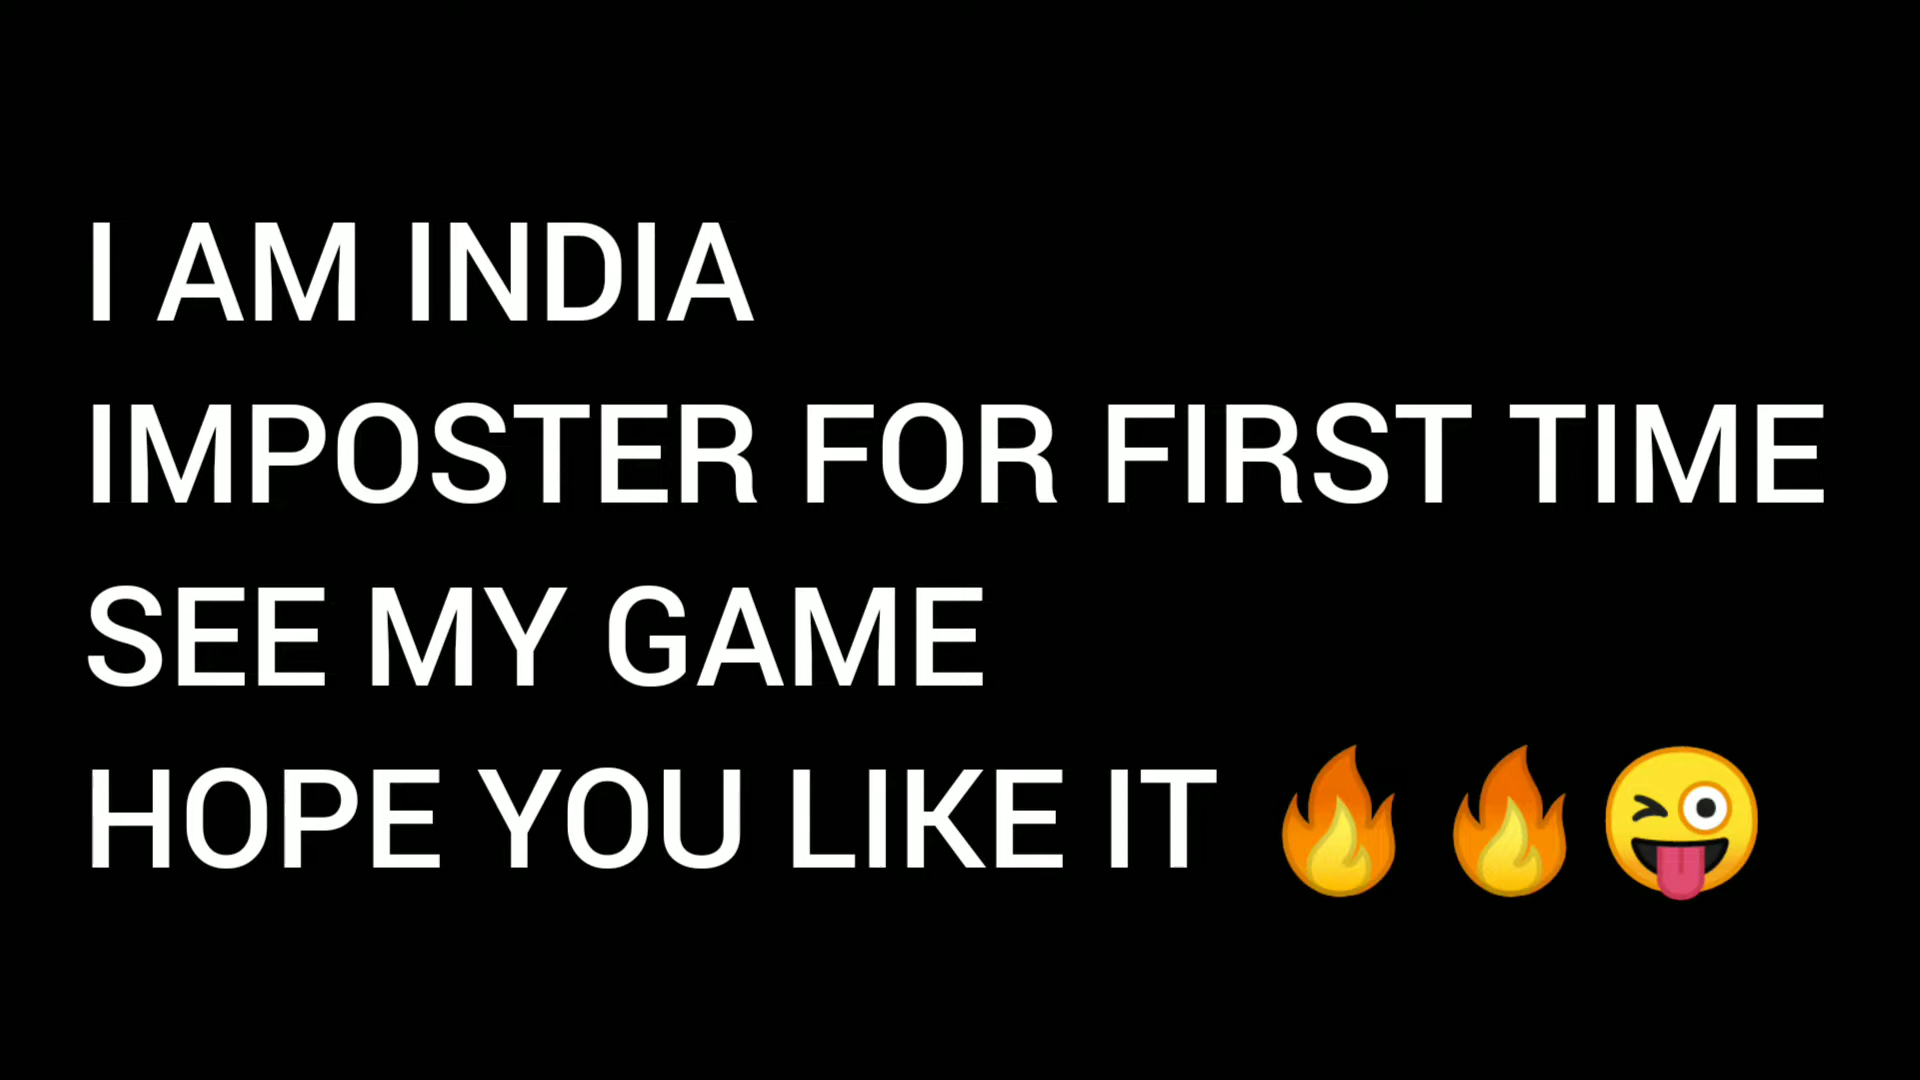 I AM INDIA
IMPOSTER FOR FIRST TIME
SEE MY GAME
HOPE YOU LIKE IT 🔥 🔥 😜